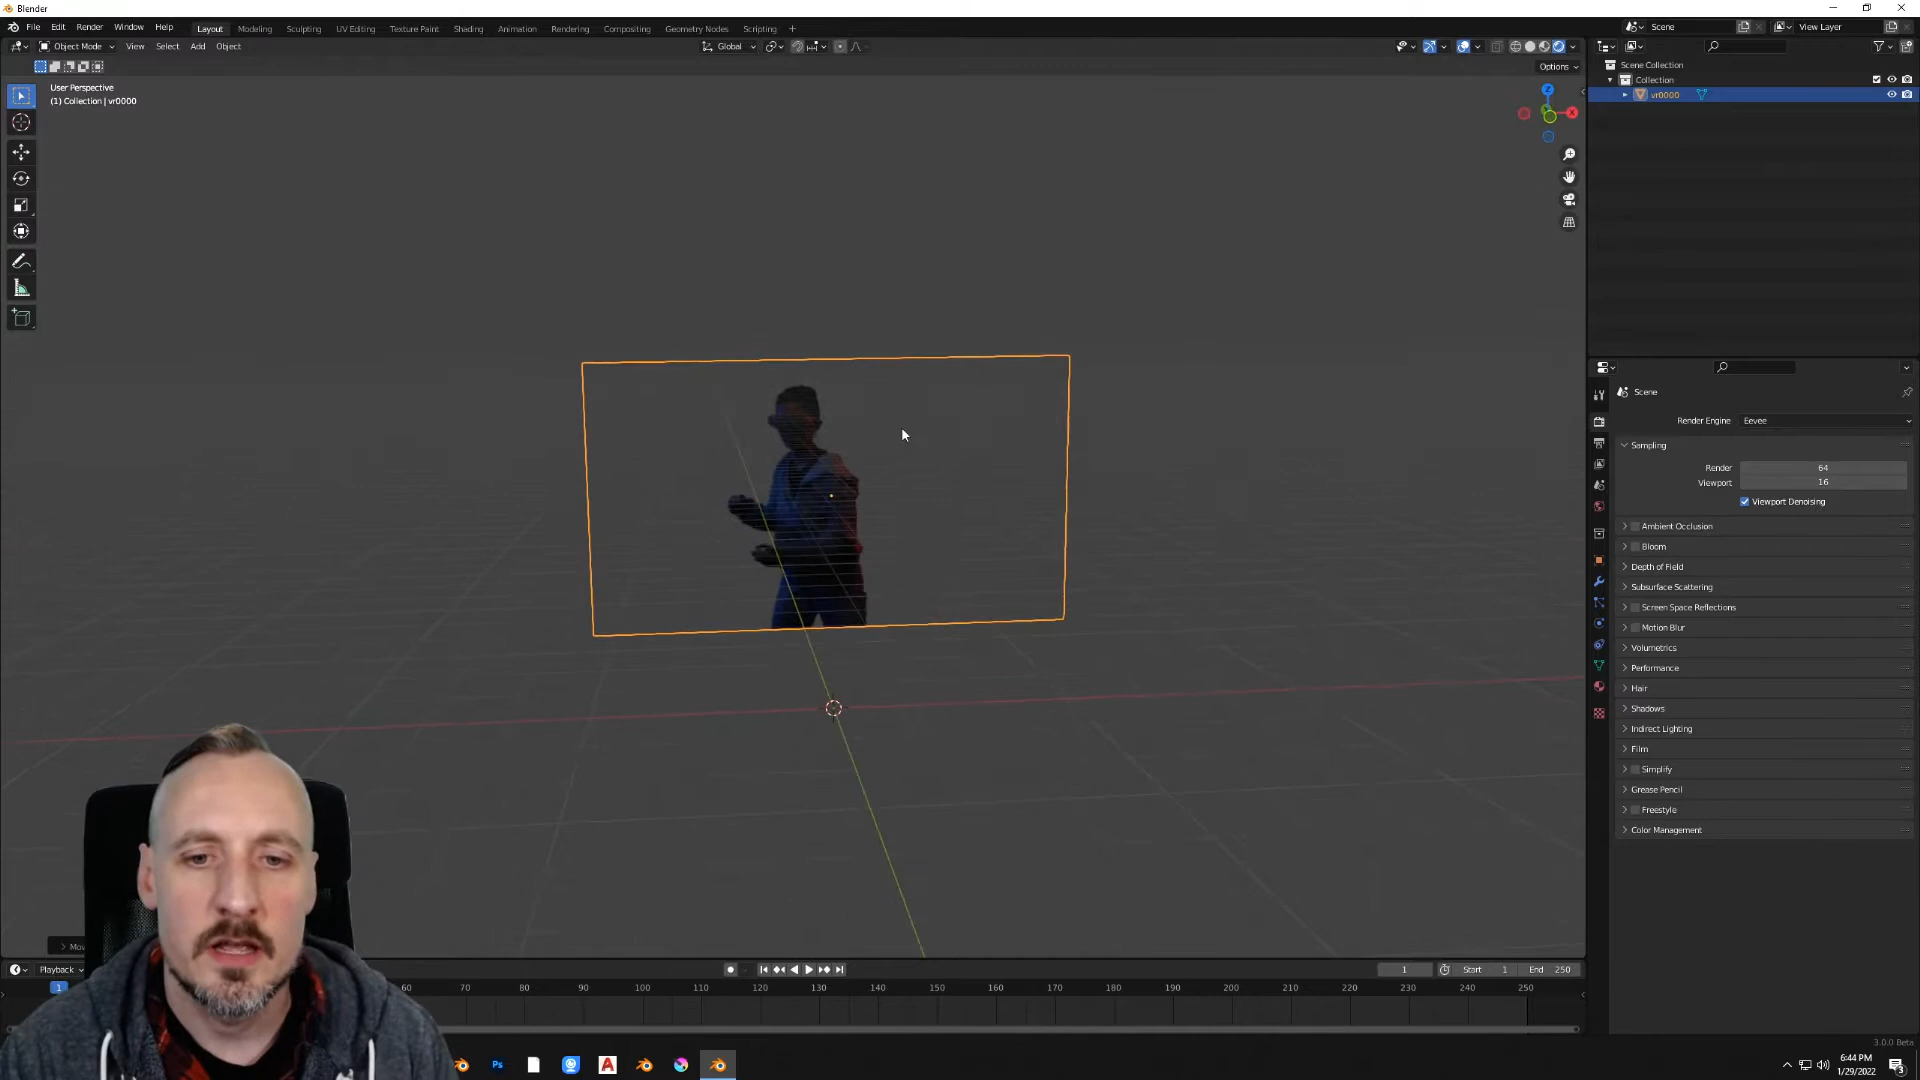 Blender
File Edit Render Window Help
Layout Modeling Sculpting UV Editing Texture Paint Shading Animation Rendering Compositing Geometry Nodes Scripting
Scene View Layer
Object Mode View Select Add Object Global
Options
User Perspective
(1) Collection | vr0000
Z
X
Scene Collection
Collection
vr0000
Scene
Render Engine Eevee
Sampling
Render 64
Viewport 16
Viewport Denoising
Ambient Occlusion
Bloom
Depth of Field
Subsurface Scattering
Screen Space Reflections
Motion Blur
Volumetrics
Performance
Hair
Shadows
Indirect Lighting
Film
Simplify
Grease Pencil
Freestyle
Color Management
Playback 1 Start 1 End 250
1 60 70 80 90 100 110 120 130 140 150 160 170 180 190 200 210 220 230 240 250
3.0.0 Beta
Ps A
6:44 PM
1/29/2022
3